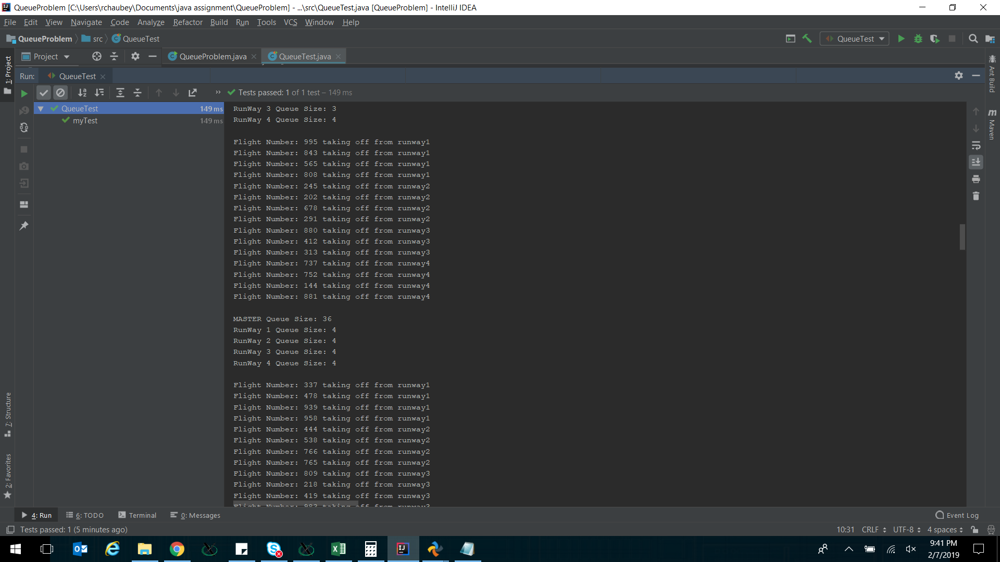 QueueProblem [C:\Users\rchaubey\Documents\java assignment\QueueProblem] - ...\src\QueueTest.java [QueueProblem] - IntelliJ IDEA
File Edit View Navigate Code Analyze Refactor Build Run Tools VCS Window Help
QueueProblem src QueueTest QueueTest
Project QueueProblem.java QueueTest.java
1: Project
Ant Build
Maven
Run: QueueTest
Tests passed: 1 of 1 test – 149 ms
QueueTest 149 ms
myTest 149 ms
RunWay 3 Queue Size: 3
RunWay 4 Queue Size: 4
Flight Number: 995 taking off from runway1
Flight Number: 843 taking off from runway1
Flight Number: 565 taking off from runway1
Flight Number: 808 taking off from runway1
Flight Number: 245 taking off from runway2
Flight Number: 202 taking off from runway2
Flight Number: 678 taking off from runway2
Flight Number: 291 taking off from runway2
Flight Number: 880 taking off from runway3
Flight Number: 412 taking off from runway3
Flight Number: 313 taking off from runway3
Flight Number: 737 taking off from runway4
Flight Number: 752 taking off from runway4
Flight Number: 144 taking off from runway4
Flight Number: 881 taking off from runway4
MASTER Queue Size: 36
RunWay 1 Queue Size: 4
RunWay 2 Queue Size: 4
RunWay 3 Queue Size: 4
RunWay 4 Queue Size: 4
Flight Number: 337 taking off from runway1
Flight Number: 478 taking off from runway1
Flight Number: 939 taking off from runway1
Flight Number: 958 taking off from runway1
Flight Number: 444 taking off from runway2
Flight Number: 538 taking off from runway2
Flight Number: 766 taking off from runway2
Flight Number: 765 taking off from runway2
Flight Number: 809 taking off from runway3
Flight Number: 218 taking off from runway3
Flight Number: 419 taking off from runway3
Flight Number: 983 taking off from runway3
7: Structure
2: Favorites
4: Run 6: TODO Terminal 0: Messages Event Log
Tests passed: 1 (5 minutes ago) 10:31 CRLF UTF-8 4 spaces
9:41 PM
2/7/2019